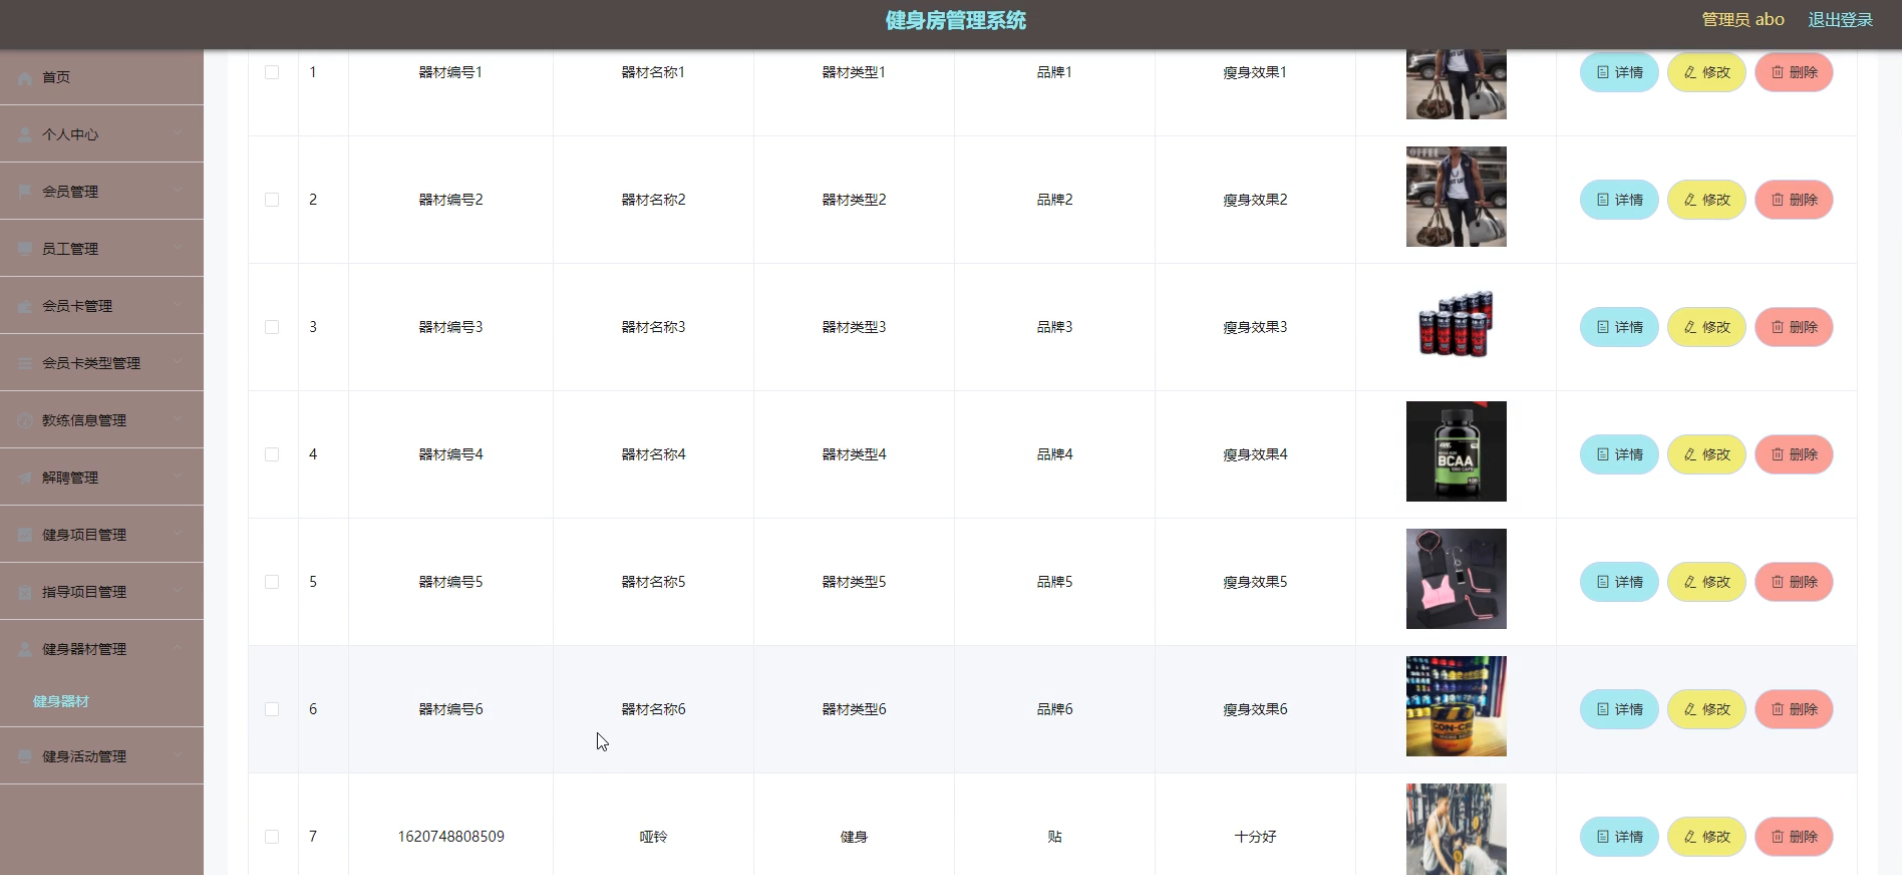 健身房管理系统
管理员 abo 退出登录
首页
个人中心
会员管理
员工管理
会员卡管理
会员卡类型管理
教练信息管理
解聘管理
健身项目管理
指导项目管理
健身器材管理
健身器材
健身活动管理
1 器材编号1 器材名称1 器材类型1 品牌1 瘦身效果1 详情 修改 删除
2 器材编号2 器材名称2 器材类型2 品牌2 瘦身效果2 详情 修改 删除
3 器材编号3 器材名称3 器材类型3 品牌3 瘦身效果3 详情 修改 删除
4 器材编号4 器材名称4 器材类型4 品牌4 瘦身效果4 BCAA 详情 修改 删除
5 器材编号5 器材名称5 器材类型5 品牌5 瘦身效果5 详情 修改 删除
6 器材编号6 器材名称6 器材类型6 品牌6 瘦身效果6 详情 修改 删除
7 1620748808509 哑铃 健身 贴 十分好 详情 修改 删除